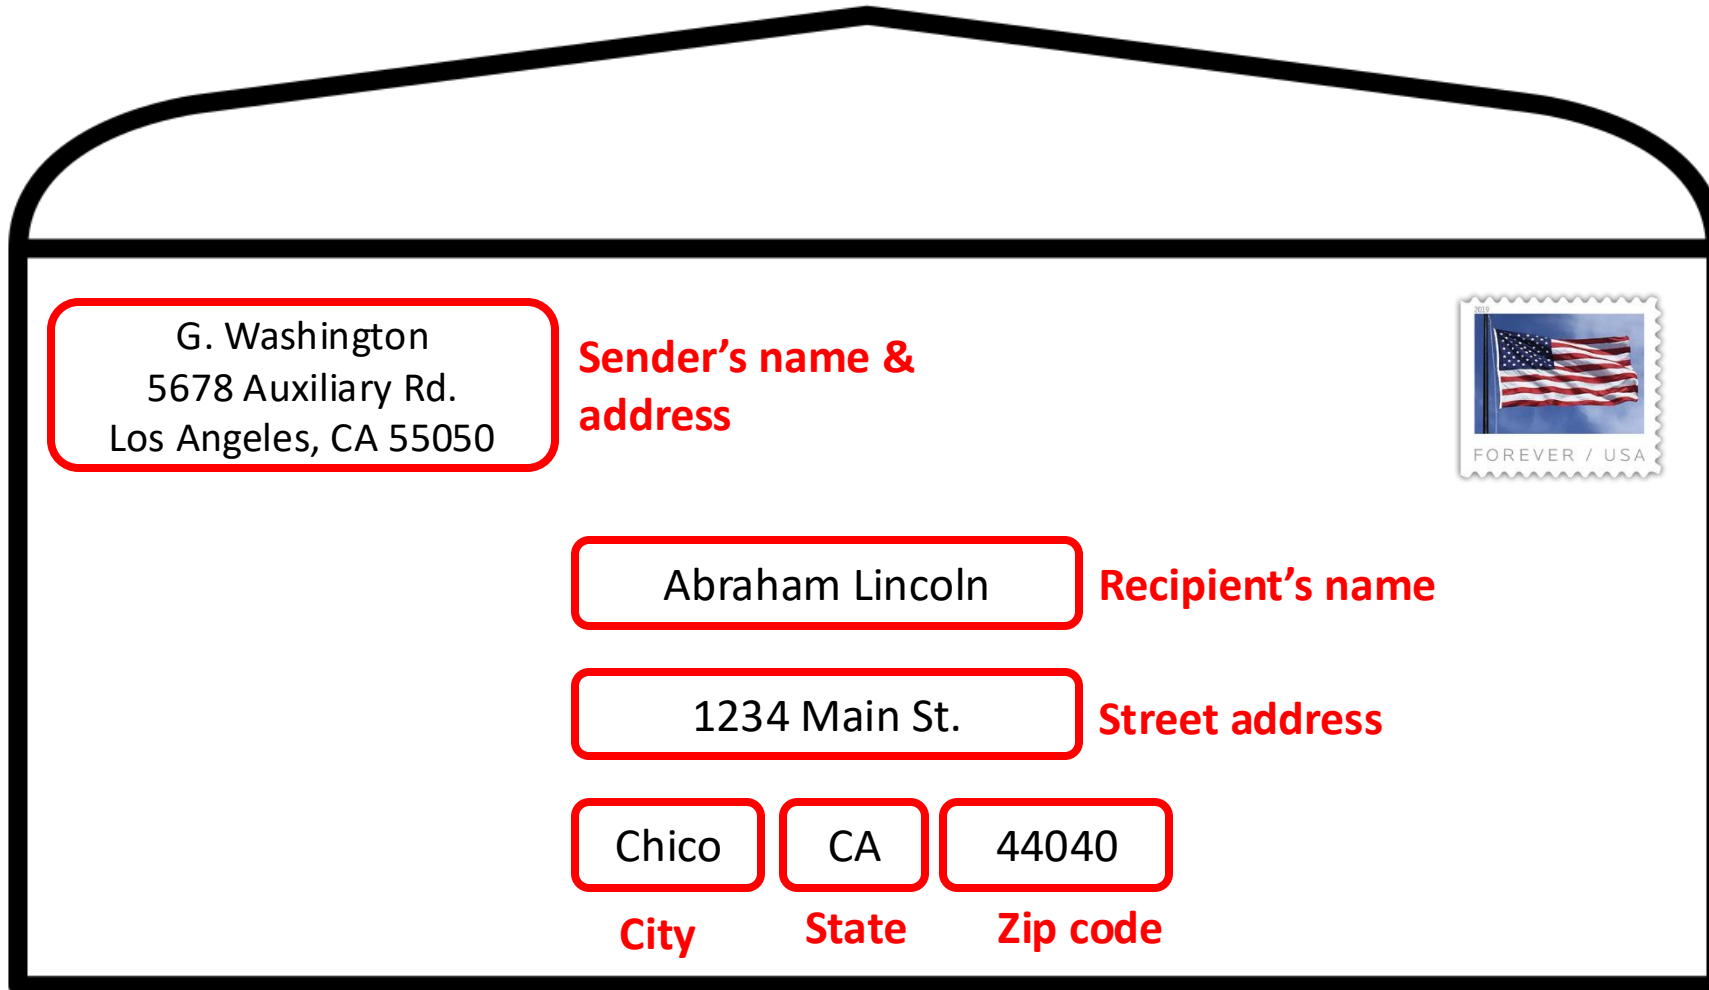 G. Washington
5678 Auxiliary Rd.
Los Angeles, CA 55050
Sender’s name &
address
2019
FOREVER / USA
Abraham Lincoln
Recipient’s name
1234 Main St.
Street address
Chico CA 44040
City State Zip code